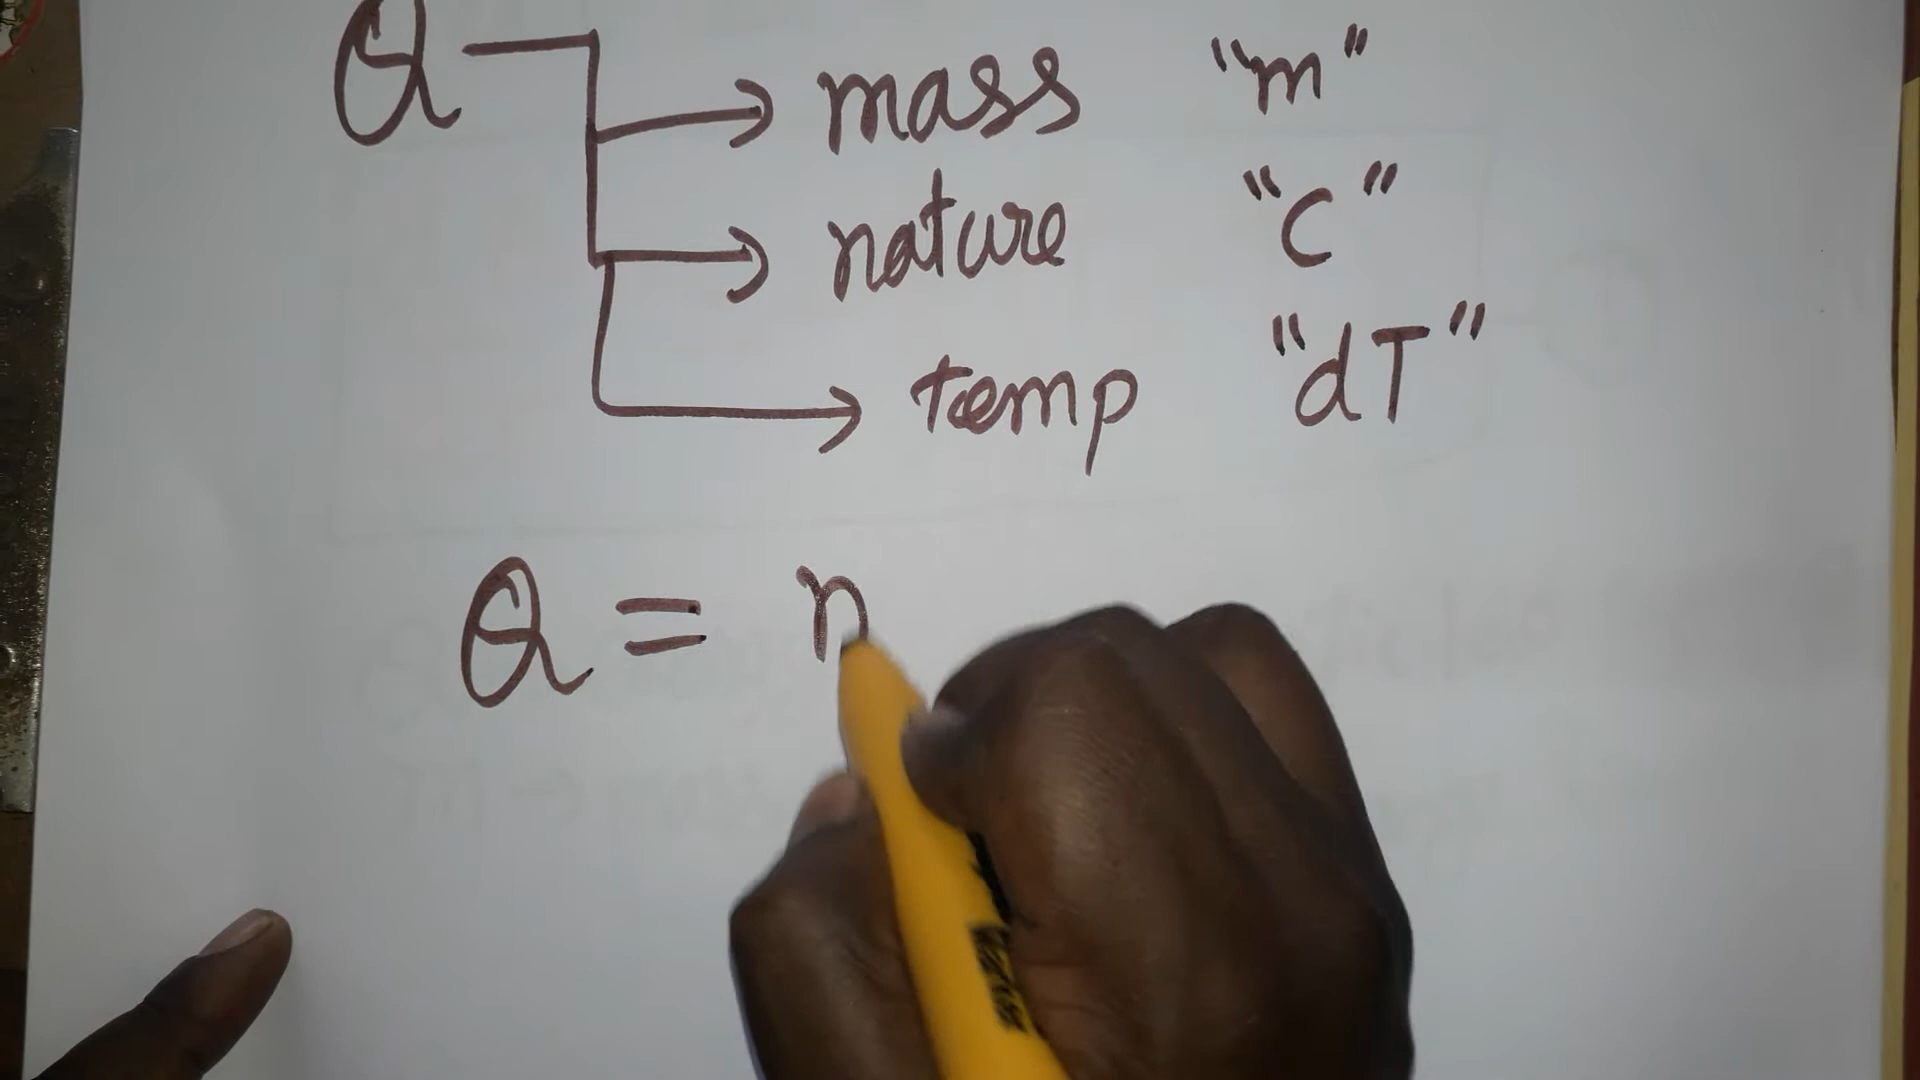 Q → mass "m"
→ nature "C"
→ temp "dT"
Q = n